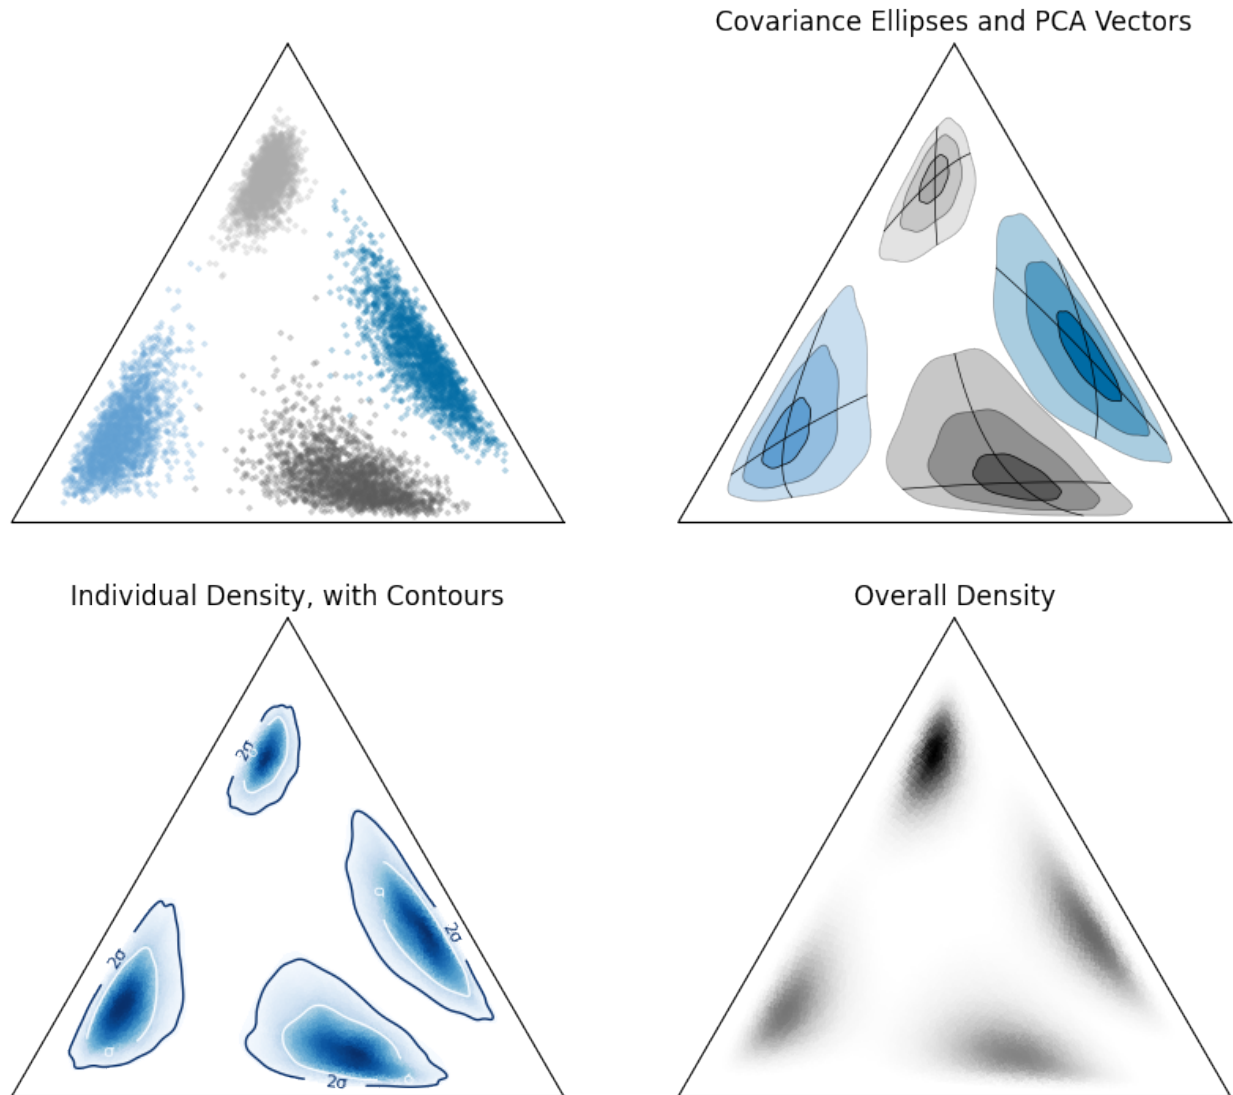 Covariance Ellipses and PCA Vectors
Individual Density, with Contours
Overall Density
2σ
σ
2σ
2σ
σ
2σ
σ